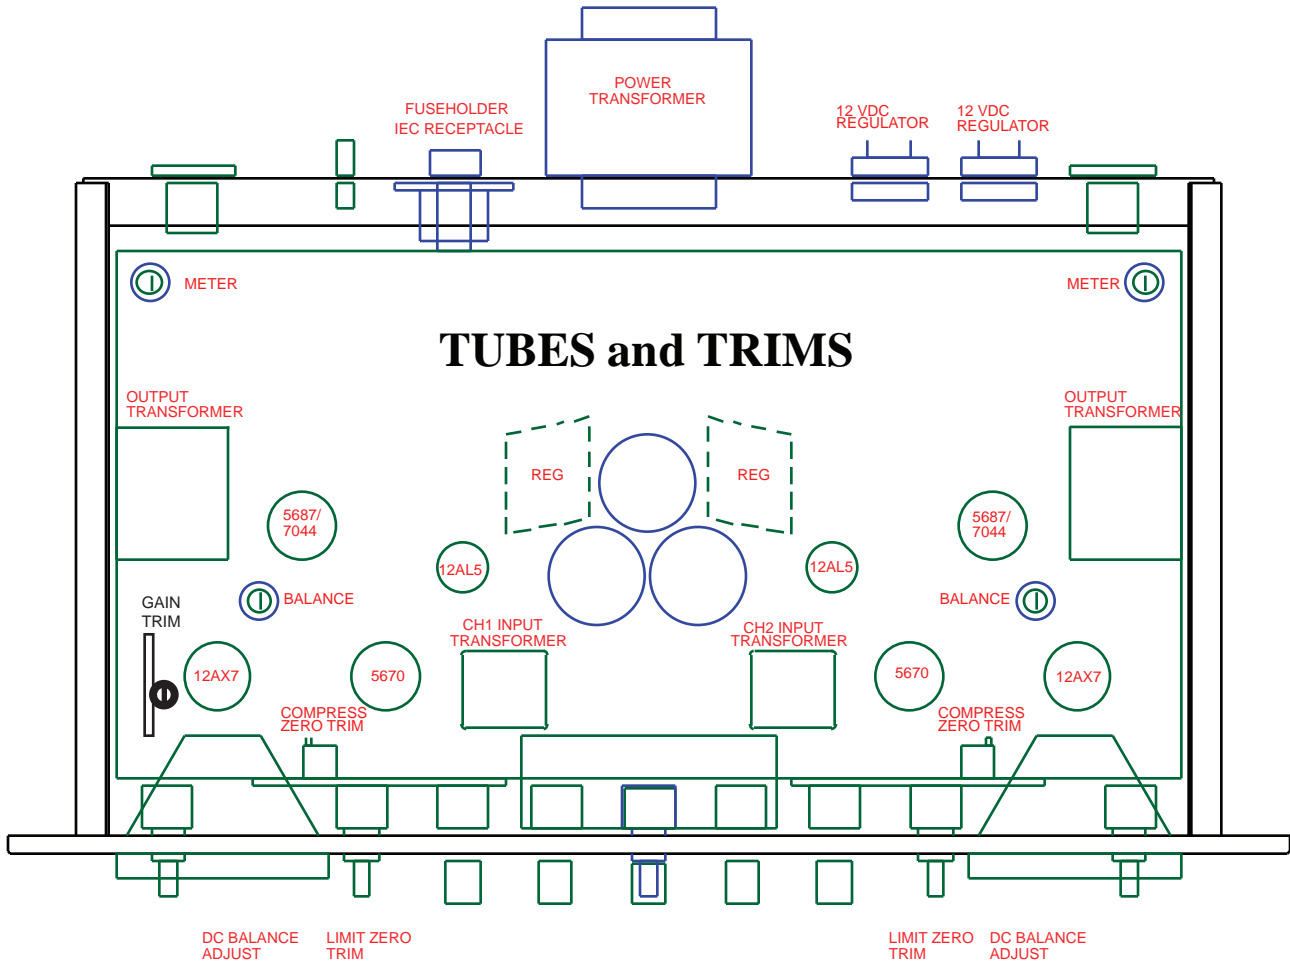 POWER
TRANSFORMER
FUSEHOLDER
IEC RECEPTACLE
12 VDC
REGULATOR
12 VDC
REGULATOR
METER
METER
TUBES and TRIMS
OUTPUT
TRANSFORMER
OUTPUT
TRANSFORMER
REG
REG
5687/
7044
5687/
7044
12AL5
12AL5
BALANCE
BALANCE
GAIN
TRIM
CH1 INPUT
TRANSFORMER
CH2 INPUT
TRANSFORMER
12AX7
5670
5670
12AX7
COMPRESS
ZERO TRIM
COMPRESS
ZERO TRIM
DC BALANCE
ADJUST
LIMIT ZERO
TRIM
LIMIT ZERO
TRIM
DC BALANCE
ADJUST